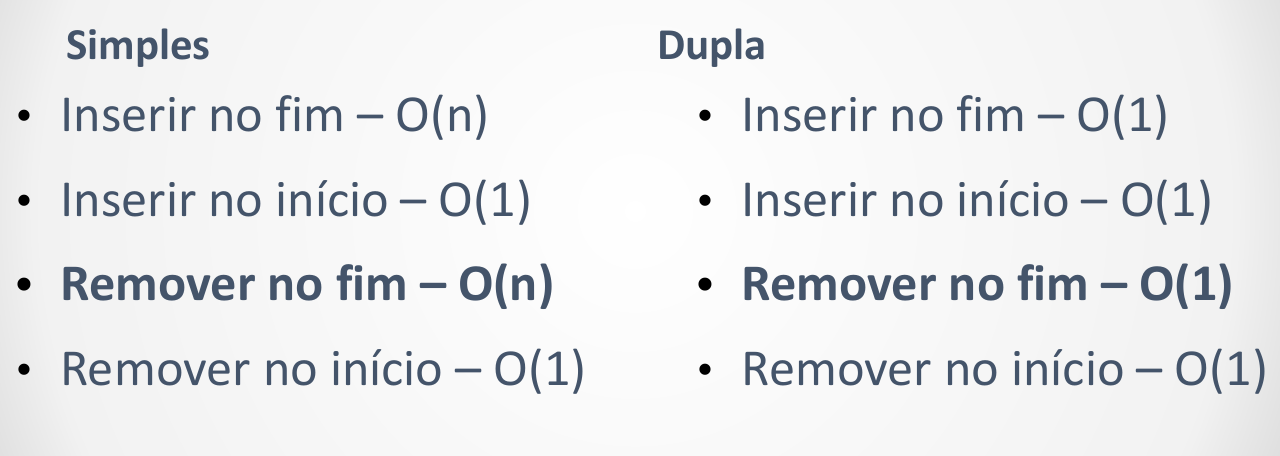 Simples
• Inserir no fim – O(n)
• Inserir no início – O(1)
• Remover no fim – O(n)
• Remover no início – O(1)
Dupla
• Inserir no fim – O(1)
• Inserir no início – O(1)
• Remover no fim – O(1)
• Remover no início – O(1)